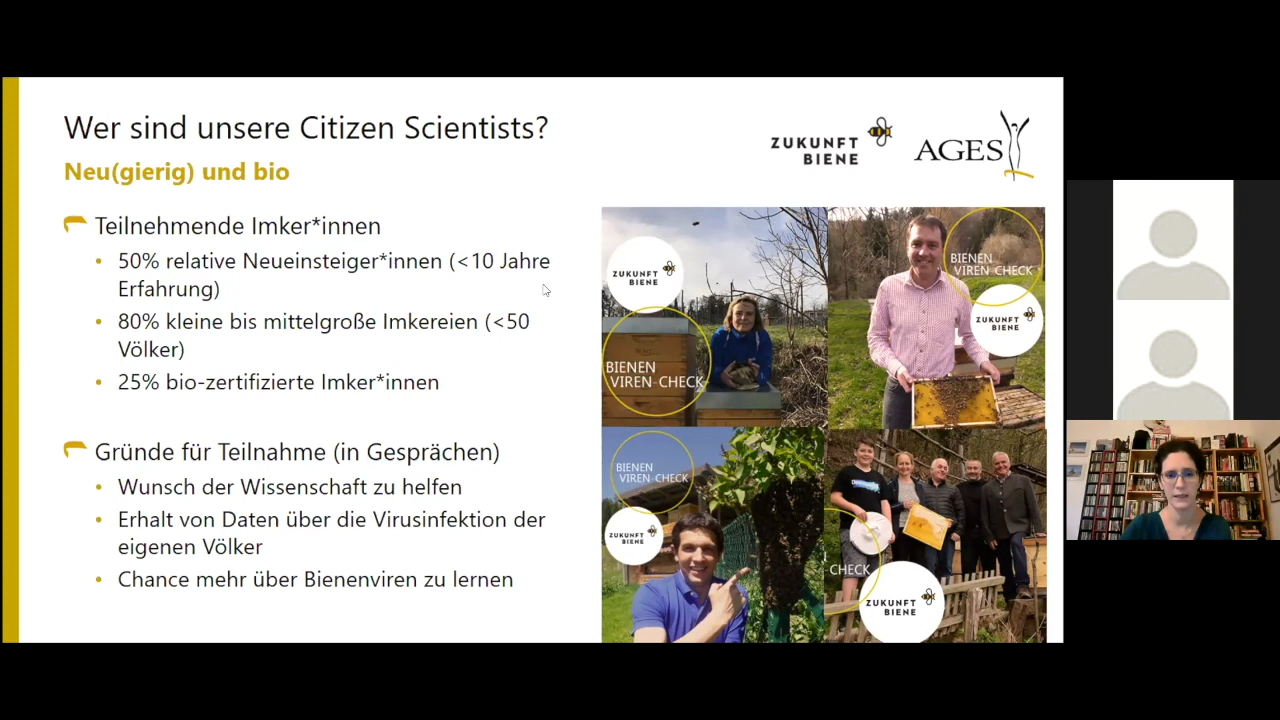 Wer sind unsere Citizen Scientists?
Neu(gierig) und bio
ZUKUNFT
BIENE
AGES
Teilnehmende Imker*innen
• 50% relative Neueinsteiger*innen (<10 Jahre
Erfahrung)
• 80% kleine bis mittelgroße Imkereien (<50
Völker)
• 25% bio-zertifizierte Imker*innen
Gründe für Teilnahme (in Gesprächen)
• Wunsch der Wissenschaft zu helfen
• Erhalt von Daten über die Virusinfektion der
eigenen Völker
• Chance mehr über Bienenviren zu lernen
ZUKUNFT
BIENE
BIENEN
VIREN-CHECK
BIENEN
VIREN CHECK
ZUKUNFT
BIENE
BIENEN
VIREN-CHECK
ZUKUNFT
BIENE
CHECK
ZUKUNFT
BIENE